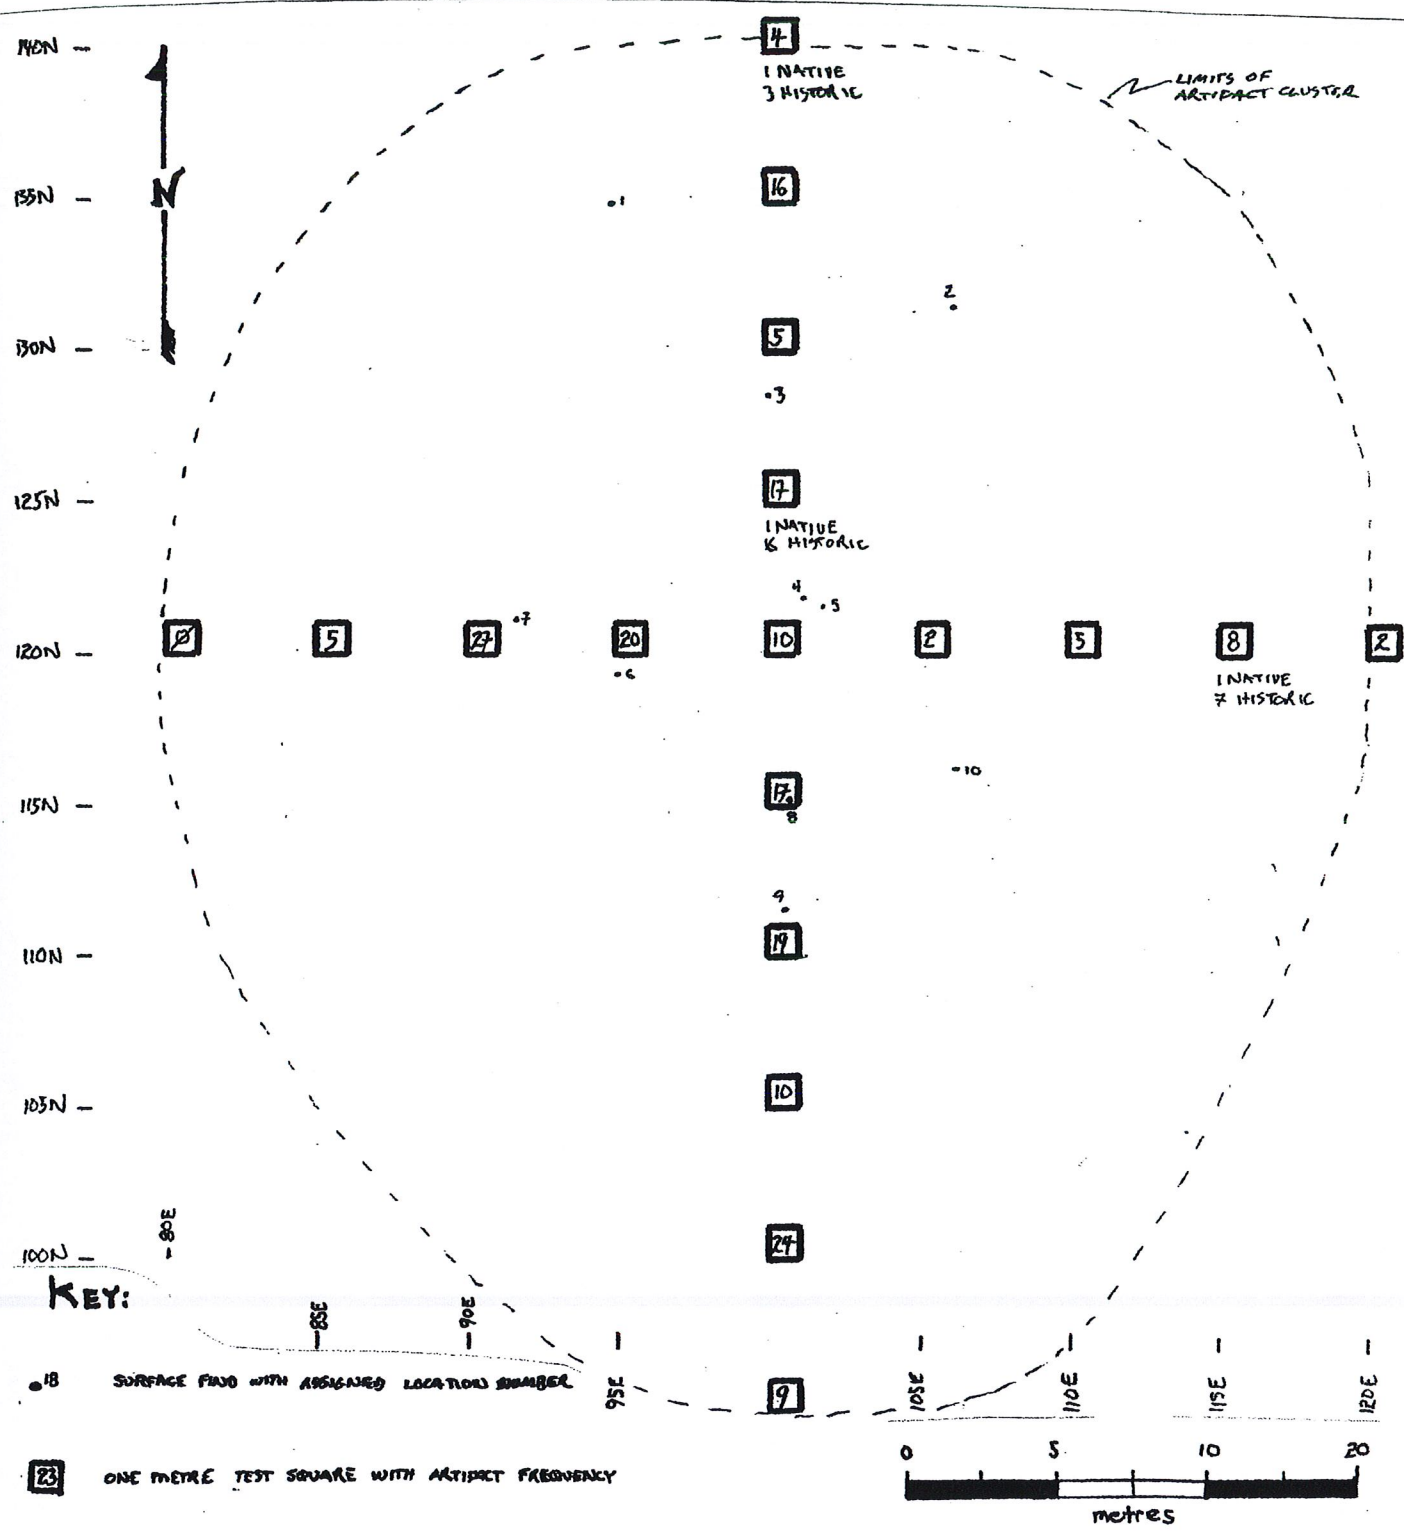 140N
4
1 NATIVE
3 HISTORIC
LIMITS OF
ARTIFACT CLUSTER
135N
N
1
16
2
130N
5
3
125N
17
1 NATIVE
16 HISTORIC
4
5
7
120N
0
5
27
20
10
2
3
8
2
6
1 NATIVE
7 HISTORIC
10
115N
17
8
9
110N
19
105N
10
80E
100N
24
KEY:
85E
90E
95E
105E
110E
115E
120E
18 SURFACE FIND WITH ASSIGNED LOCATION NUMBER
9
23 ONE METRE TEST SQUARE WITH ARTIFACT FREQUENCY
0 5 10 20
metres